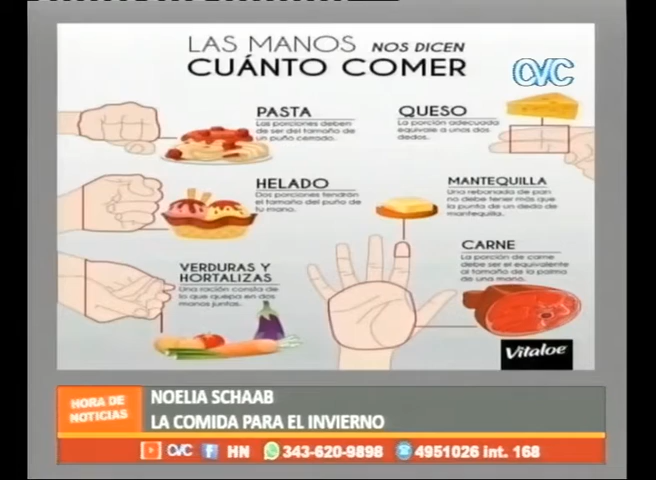 LAS MANOS NOS DICEN
CUÁNTO COMER
CVC
PASTA
Las porciones deben
de ser del tamaño de
un puño cerrado.
QUESO
La porción adecuada
equivale a unos dos
dedos.
HELADO
Dos porciones tendrán
el tamaño del puño de
tu mano.
MANTEQUILLA
Una rebanada de pan
no debe tener más que
la punta de un dedo de
mantequilla.
VERDURAS Y
HORTALIZAS
Una ración consta de
lo que quepa en dos
manos juntas.
CARNE
La porción de carne
debe ser el equivalente
al tamaño de la palma
de una mano.
Vitaloe
HORA DE
NOTICIAS
NOELIA SCHAAB
LA COMIDA PARA EL INVIERNO
CVC f HN 343-620-9898 4951026 int. 168